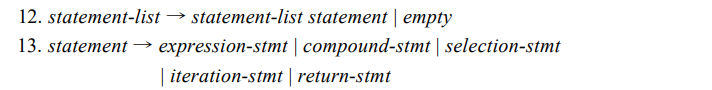 12. statement-list → statement-list statement | empty
13. statement → expression-stmt | compound-stmt | selection-stmt
| iteration-stmt | return-stmt